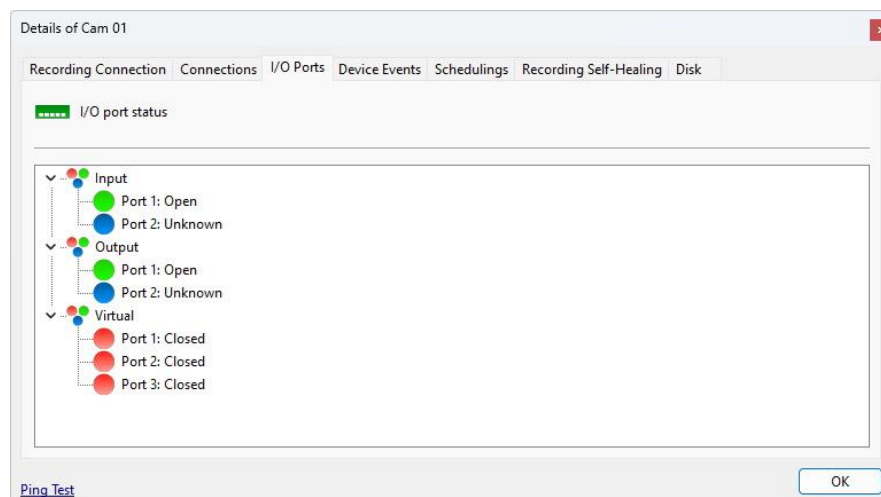 Details of Cam 01
Recording Connection Connections I/O Ports Device Events Schedulings Recording Self-Healing Disk
I/O port status
Input
Port 1: Open
Port 2: Unknown
Output
Port 1: Open
Port 2: Unknown
Virtual
Port 1: Closed
Port 2: Closed
Port 3: Closed
Ping Test
OK